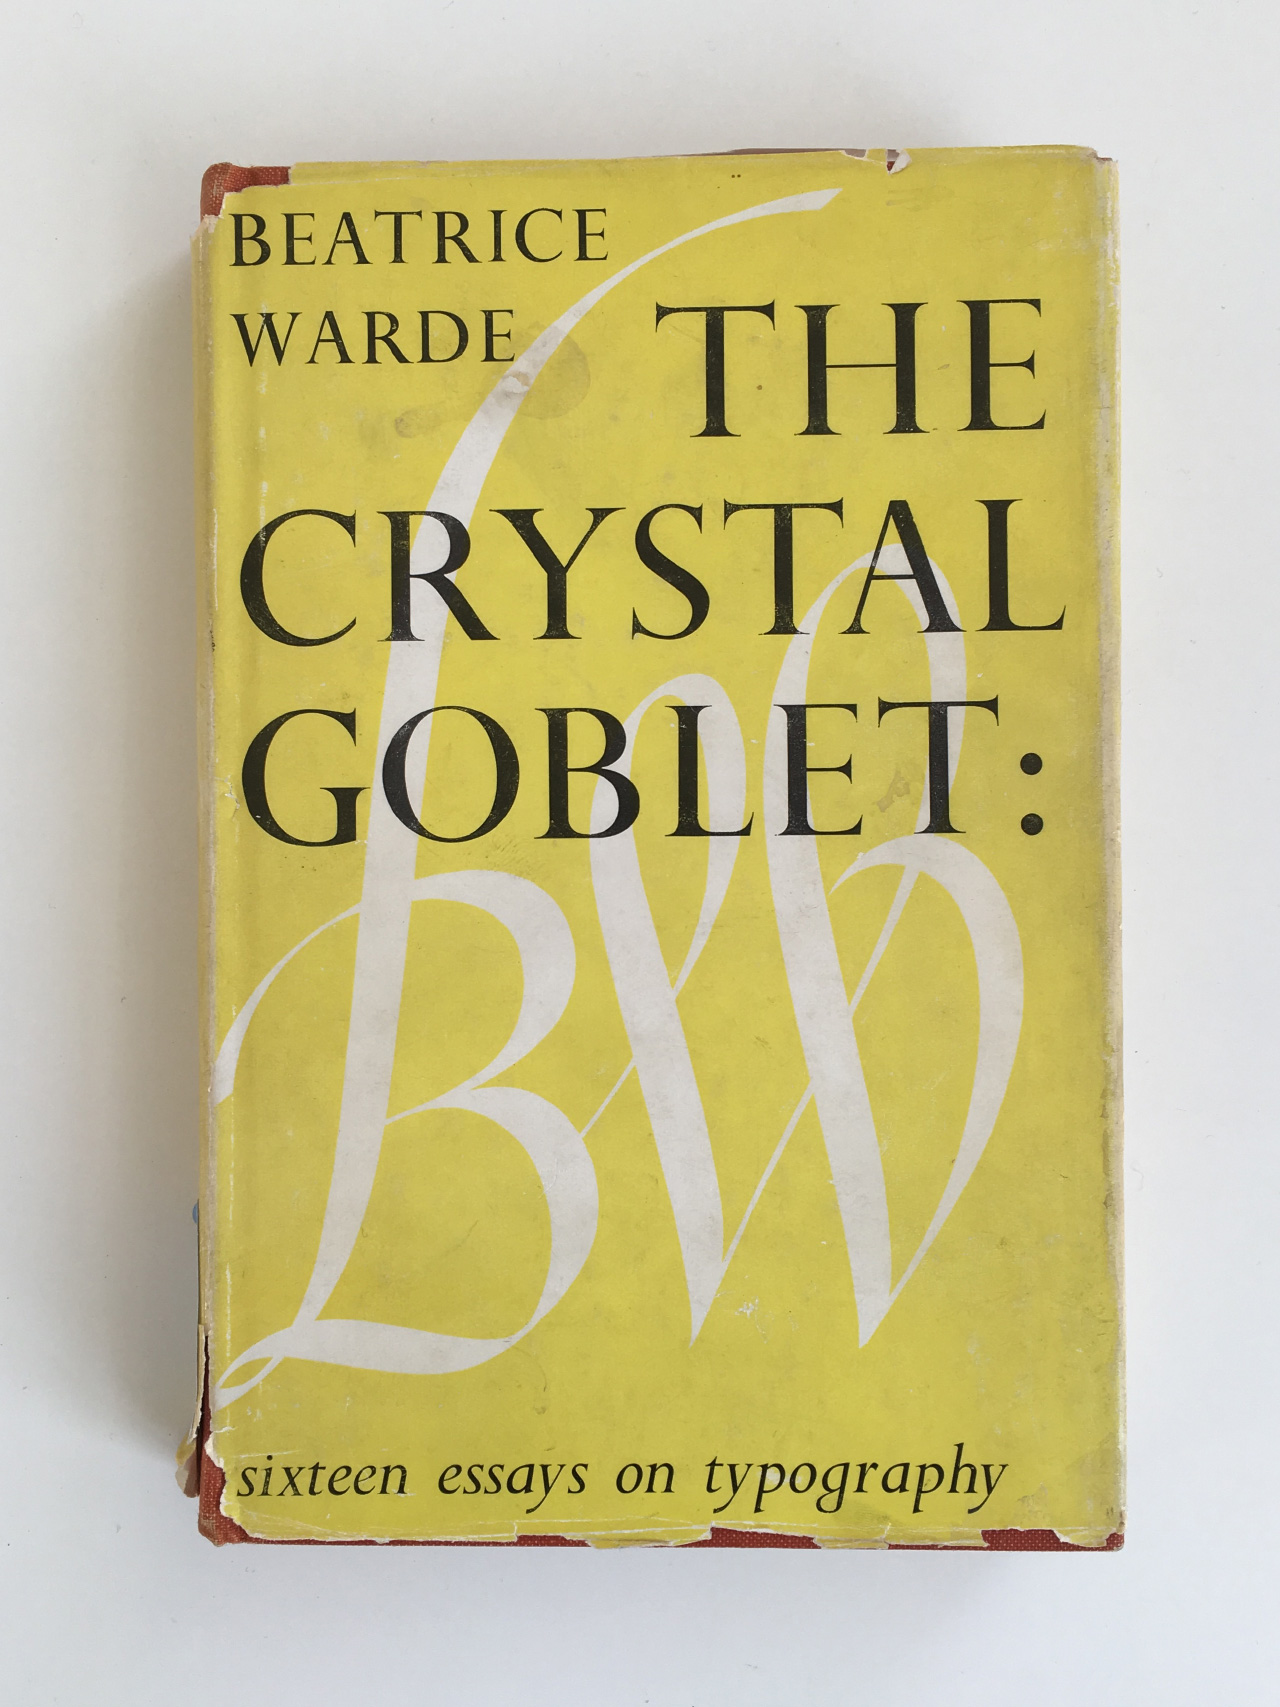 BEATRICE
WARDE
THE
CRYSTAL
GOBLET:
BW
sixteen essays on typography